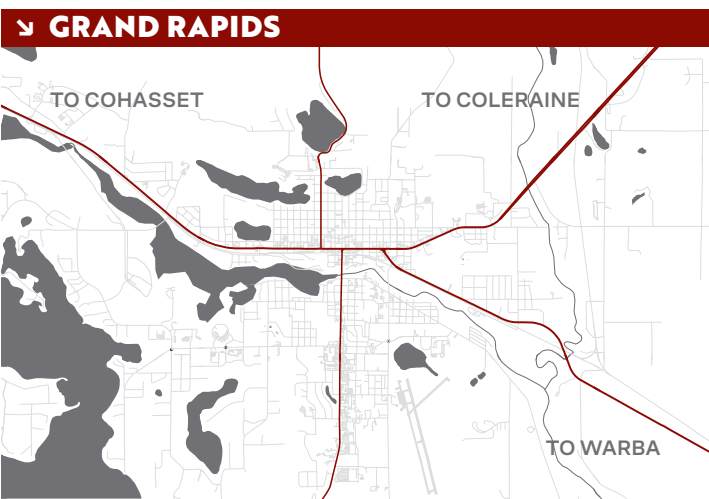 GRAND RAPIDS
TO COHASSET
TO COLERAINE
TO WARBA